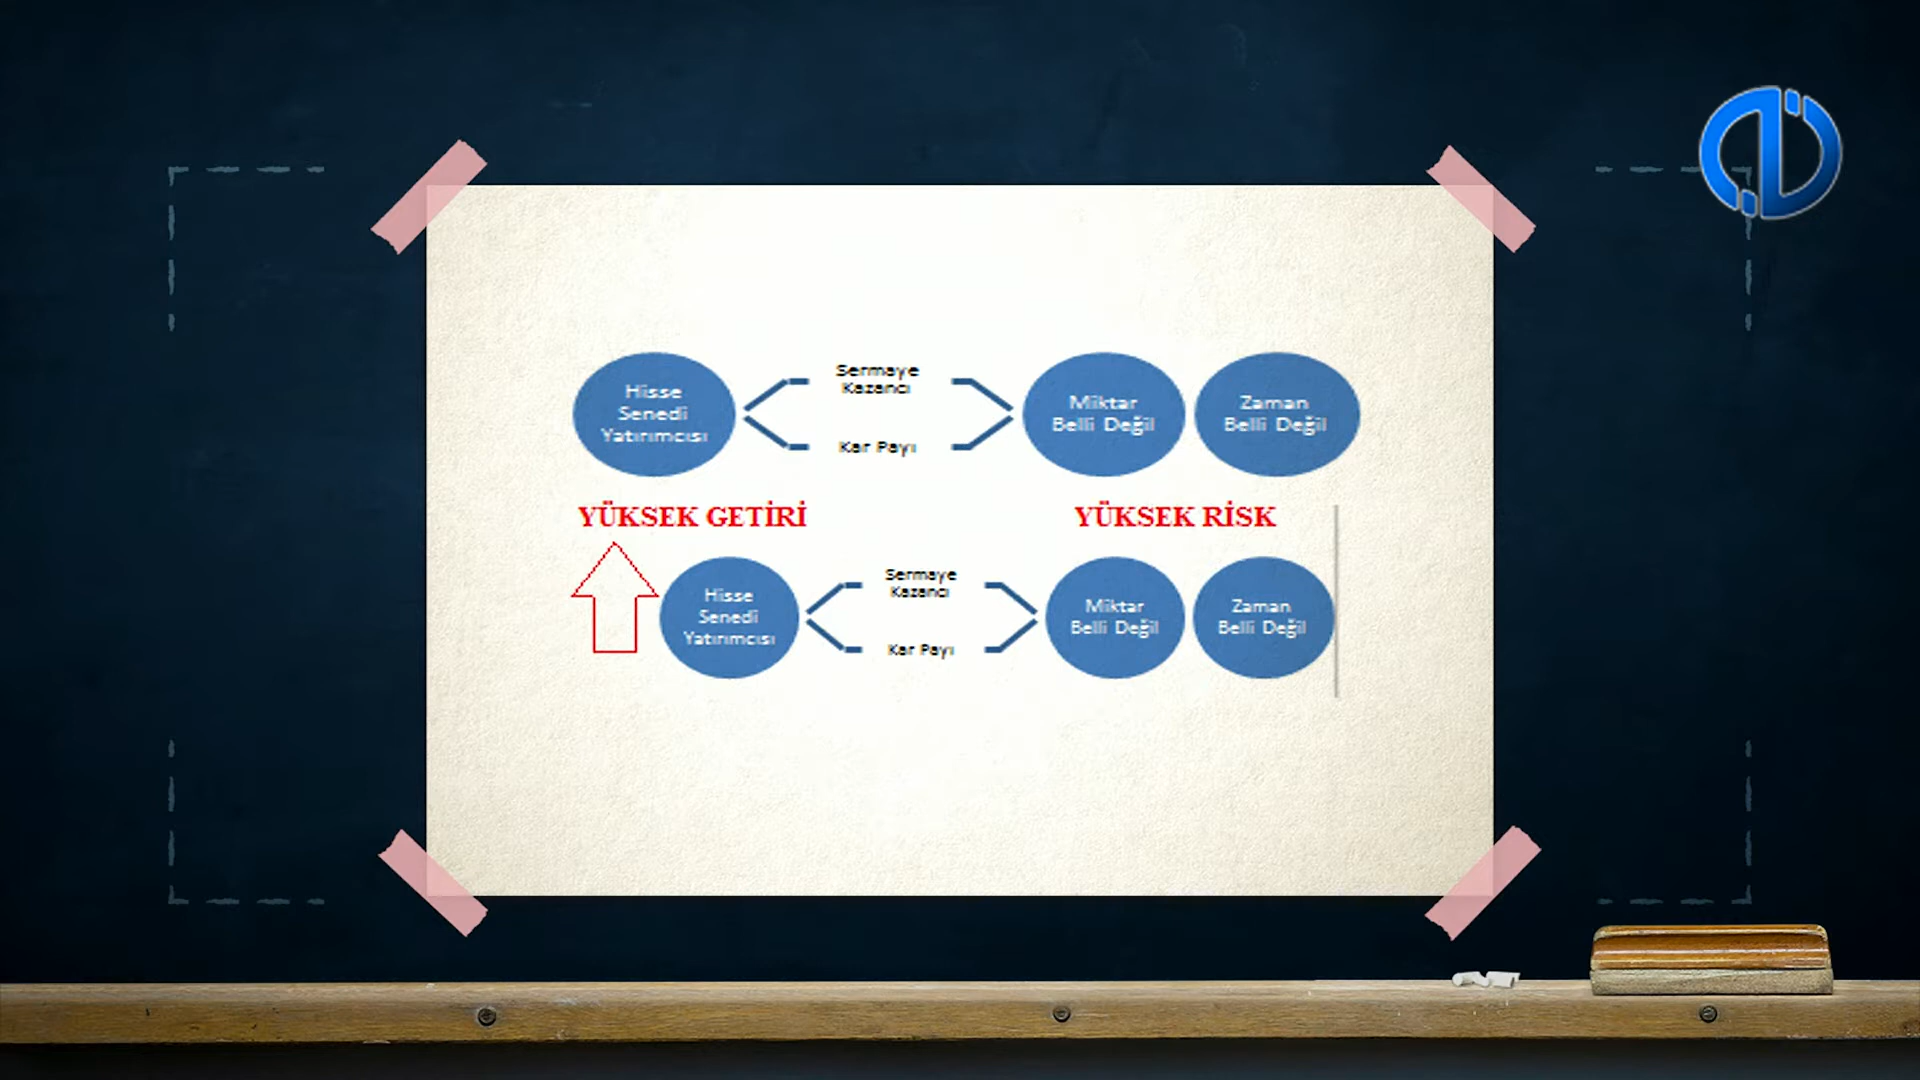 Hisse
Senedi
Yatırımcısı
Sermaye
Kazancı
Kar Payı
Miktar
Belli Değil
Zaman
Belli Değil
YÜKSEK GETİRİ
YÜKSEK RİSK
Hisse
Senedi
Yatırımcısı
Sermaye
Kazancı
Kar Payı
Miktar
Belli Değil
Zaman
Belli Değil